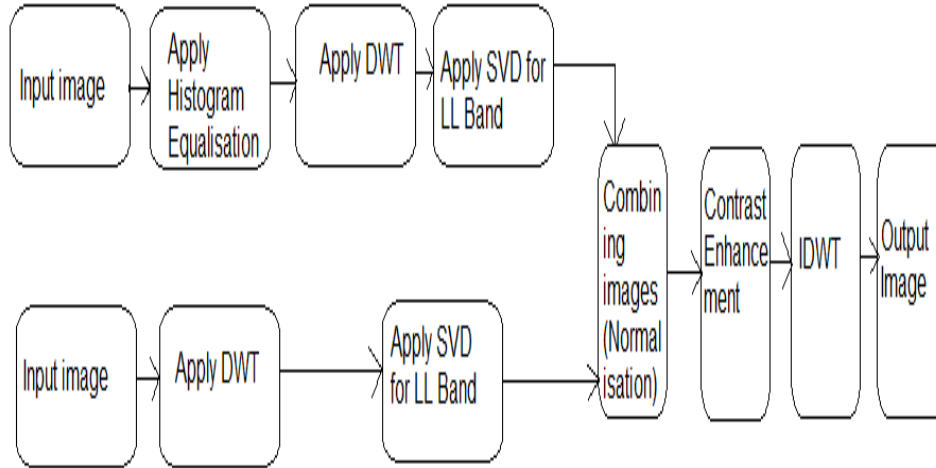 Input image
Apply
Histogram
Equalisation
Apply DWT
Apply SVD for
LL Band
Combin
ing
images
(Normal
isation)
Contrast
Enhance
ment
IDWT
Output
Image
Input image
Apply DWT
Apply SVD
for LL Band